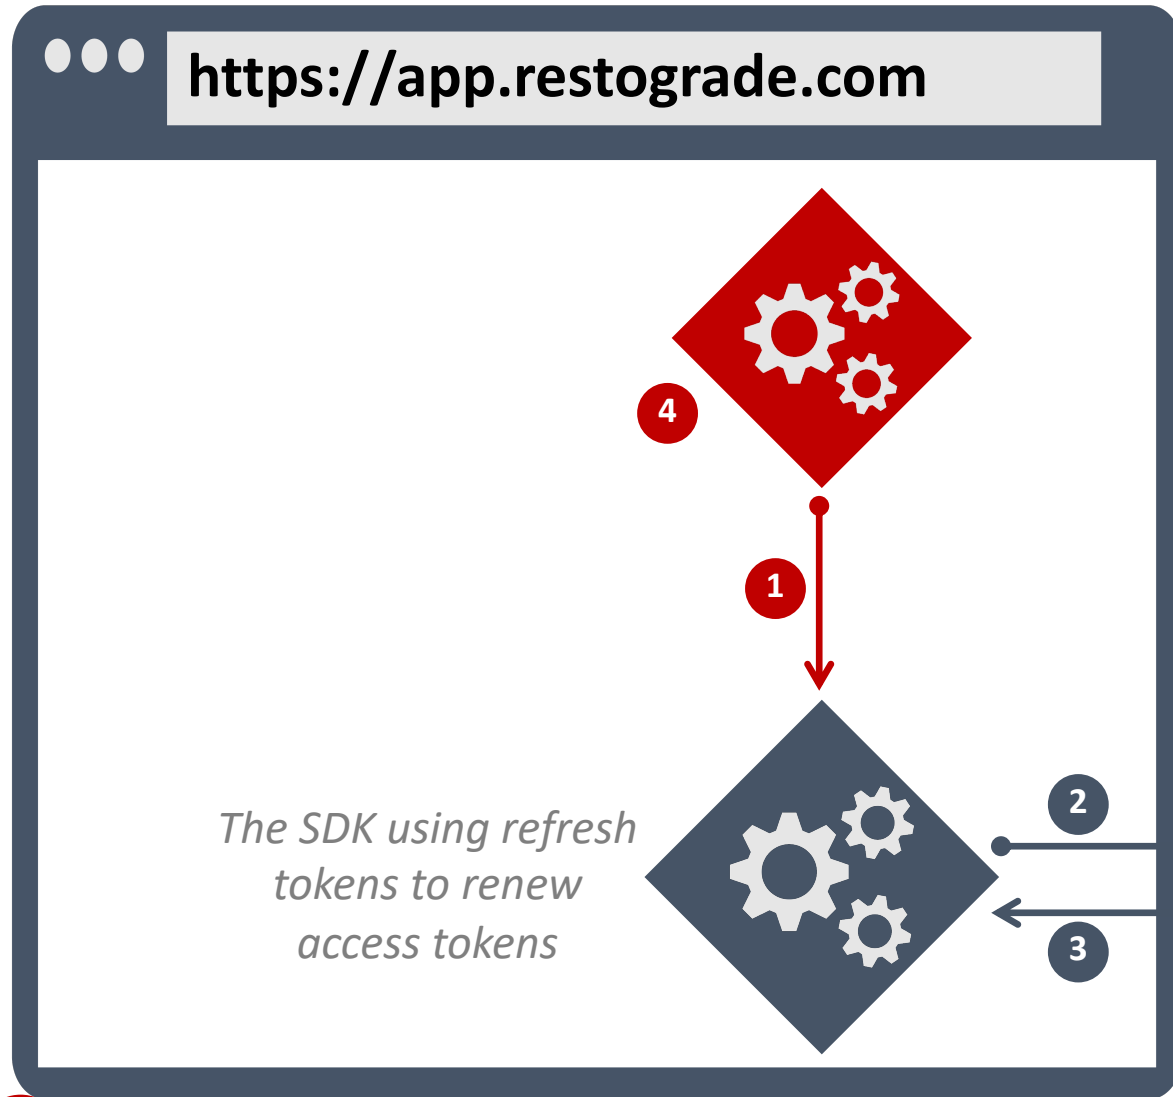 https://app.restograde.com
4
1
2
The SDK using refresh
tokens to renew
access tokens
3